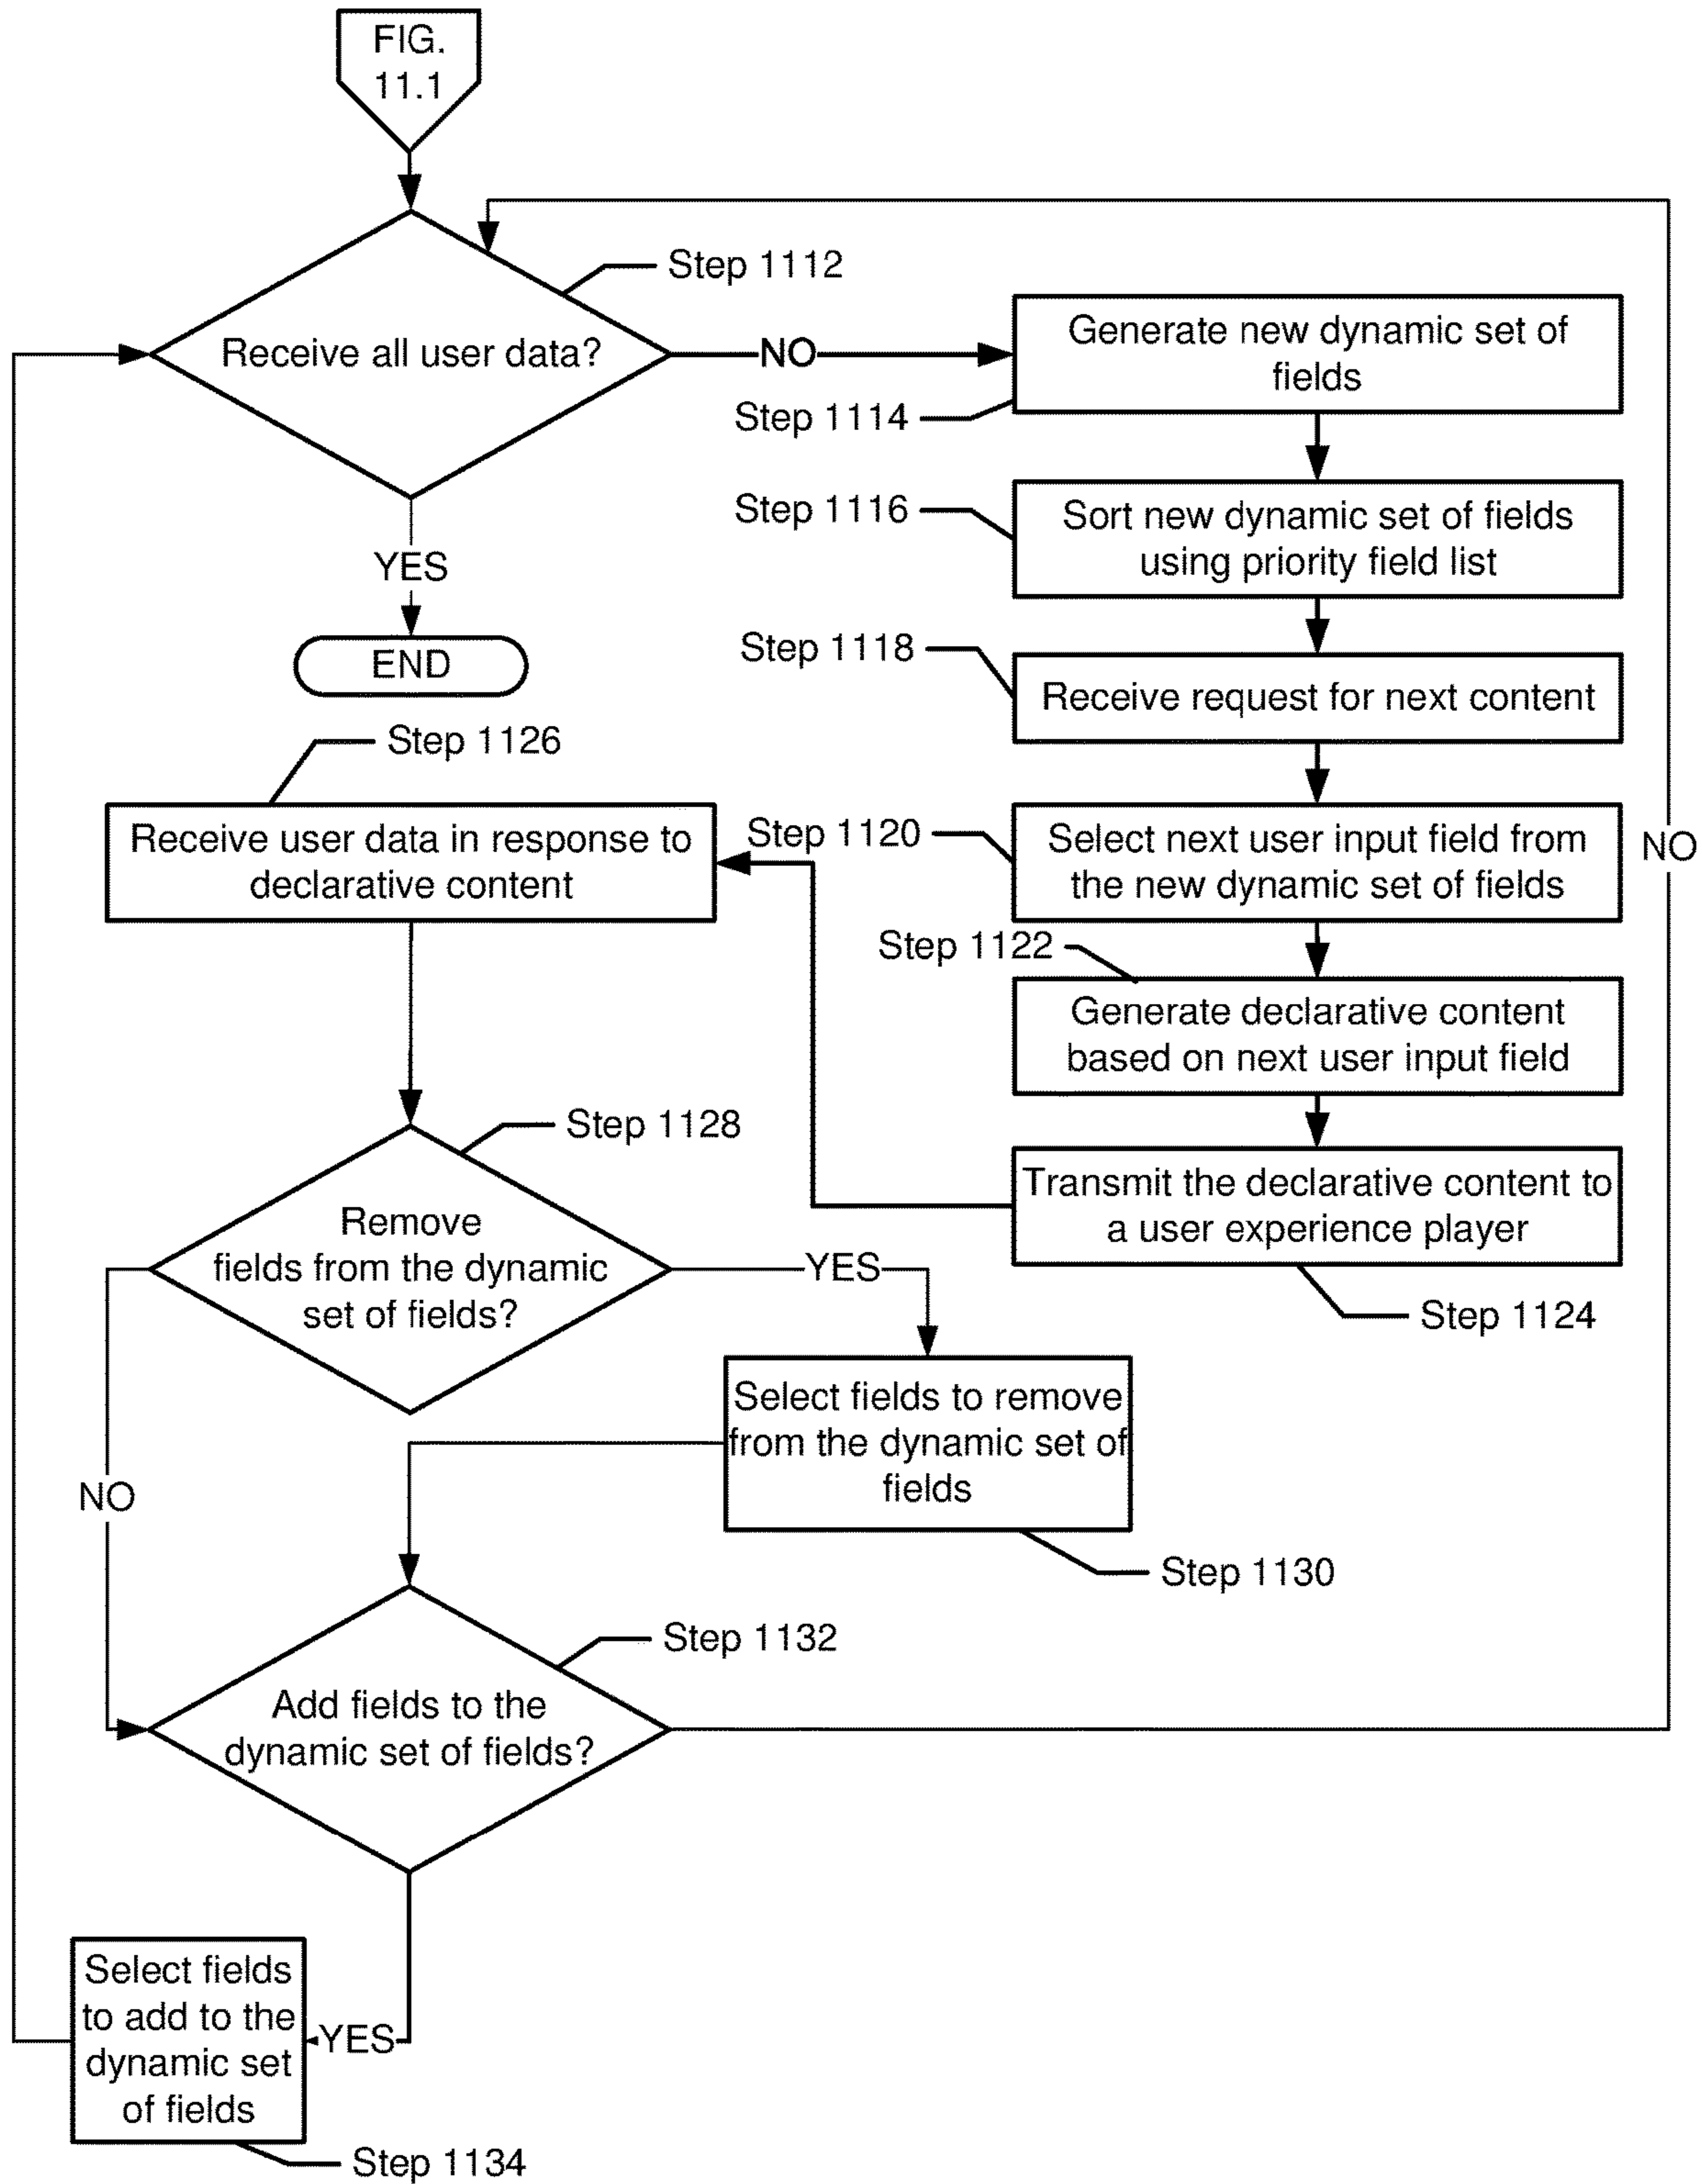 FIG.
11.1
Step 1112
Receive all user data?
NO
Generate new dynamic set of
fields
Step 1114
Step 1116
Sort new dynamic set of fields
using priority field list
YES
END
Step 1118
Receive request for next content
Step 1126
Receive user data in response to
declarative content
Step 1120
Select next user input field from
the new dynamic set of fields
NO
Step 1122
Generate declarative content
based on next user input field
Step 1128
Transmit the declarative content to
a user experience player
Step 1124
Remove
fields from the dynamic
set of fields?
YES
Select fields to remove
from the dynamic set of
fields
NO
Step 1130
Step 1132
Add fields to the
dynamic set of fields?
Select fields
to add to the
dynamic set
of fields
YES
Step 1134